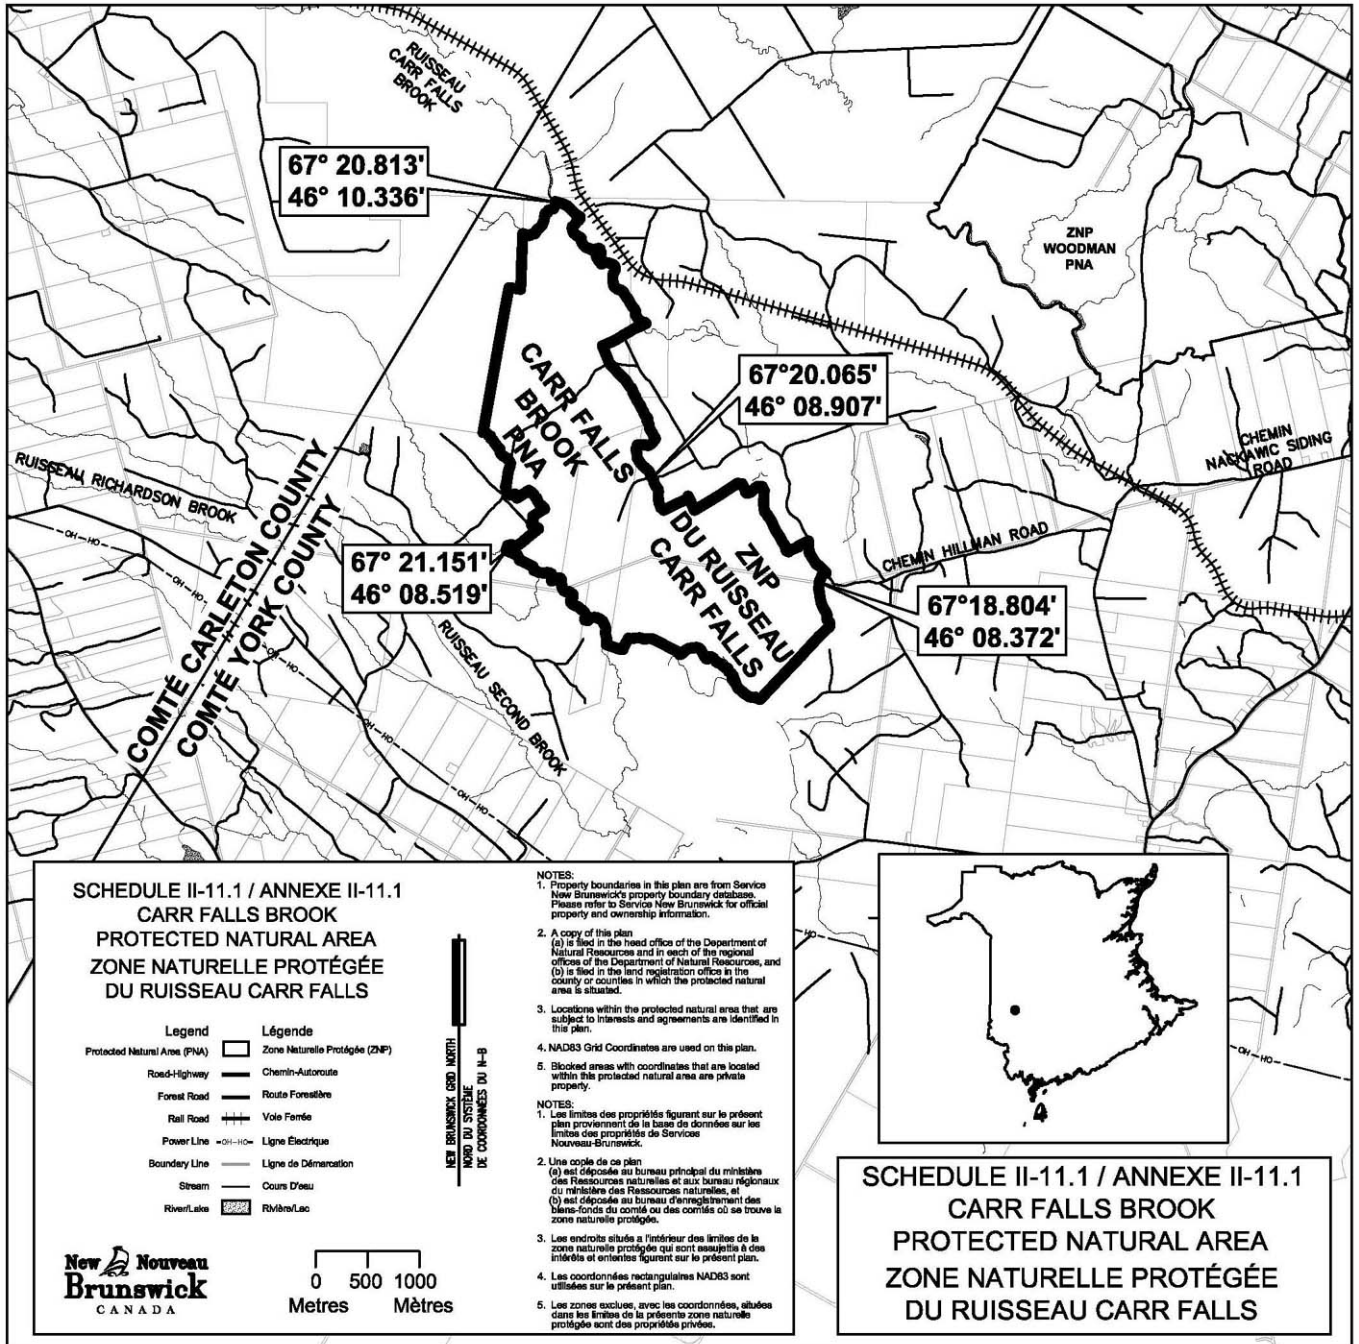 RUISSEAU
CARR FALLS
BROOK
67° 20.813'
46° 10.336'
ZNP
WOODMAN
PNA
67°20.065'
46° 08.907'
CARR FALLS
BROOK
PNA
CHEMIN
NACKAWIC SIDING
ROAD
RUISSEAU RICHARDSON BROOK
COMTÉ CARLETON COUNTY
COMTÉ YORK COUNTY
OH-HO
67° 21.151'
46° 08.519'
ZNP
DU RUISSEAU
CARR FALLS
CHEMIN HILLMAN ROAD
67°18.804'
46° 08.372'
RUISSEAU SECOND BROOK
OH-HO
OH-HO
OH-HO
OH-HO
HO
OH-HO
SCHEDULE II-11.1 / ANNEXE II-11.1
CARR FALLS BROOK
PROTECTED NATURAL AREA
ZONE NATURELLE PROTÉGÉE
DU RUISSEAU CARR FALLS
Legend Légende
Protected Natural Area (PNA) Zone Naturelle Protégée (ZNP)
Road-Highway Chemin-Autoroute
Forest Road Route Forestière
Rail Road Voie Ferrée
Power Line OH-HO Ligne Électrique
Boundary Line Ligne de Démarcation
Stream Cours D'eau
River/Lake Rivière/Lac
New Nouveau
Brunswick
CANADA
0 500 1000
Metres Mètres
NEW BRUNSWICK GRID NORTH
NORD DU SYSTÈME
DE COORDONNÉES DU N-B
NOTES:
1. Property boundaries in this plan are from Service
New Brunswick's property boundary database.
Please refer to Service New Brunswick for official
property and ownership information.
2. A copy of this plan
(a) is filed in the head office of the Department of
Natural Resources and in each of the regional
offices of the Department of Natural Resources, and
(b) is filed in the land registration office in the
county or counties in which the protected natural
area is situated.
3. Locations within the protected natural area that are
subject to interests and agreements are identified in
this plan.
4. NAD83 Grid Coordinates are used on this plan.
5. Blocked areas with coordinates that are located
within this protected natural area are private
property.
NOTES:
1. Les limites des propriétés figurant sur le présent
plan proviennent de la base de données sur les
limites des propriétés de Services
Nouveau-Brunswick.
2. Une copie de ce plan
(a) est déposée au bureau principal du ministère
des Ressources naturelles et aux bureau régionaux
du ministère des Ressources naturelles, et
(b) est déposée au bureau d'enregistrement des
biens-fonds du comté ou des comtés où se trouve la
zone naturelle protégée.
3. Les endroits situés a l'intérieur des limites de la
zone naturelle protégée qui sont assujettis à des
intérêts et ententes figurent sur le présent plan.
4. Les coordonnées rectangulaires NAD83 sont
utilisées sur le présent plan.
5. Les zones exclues, avec les coordonnées, situées
dans les limites de la présente zone naturelle
protégée sont des propriétés privées.
SCHEDULE II-11.1 / ANNEXE II-11.1
CARR FALLS BROOK
PROTECTED NATURAL AREA
ZONE NATURELLE PROTÉGÉE
DU RUISSEAU CARR FALLS